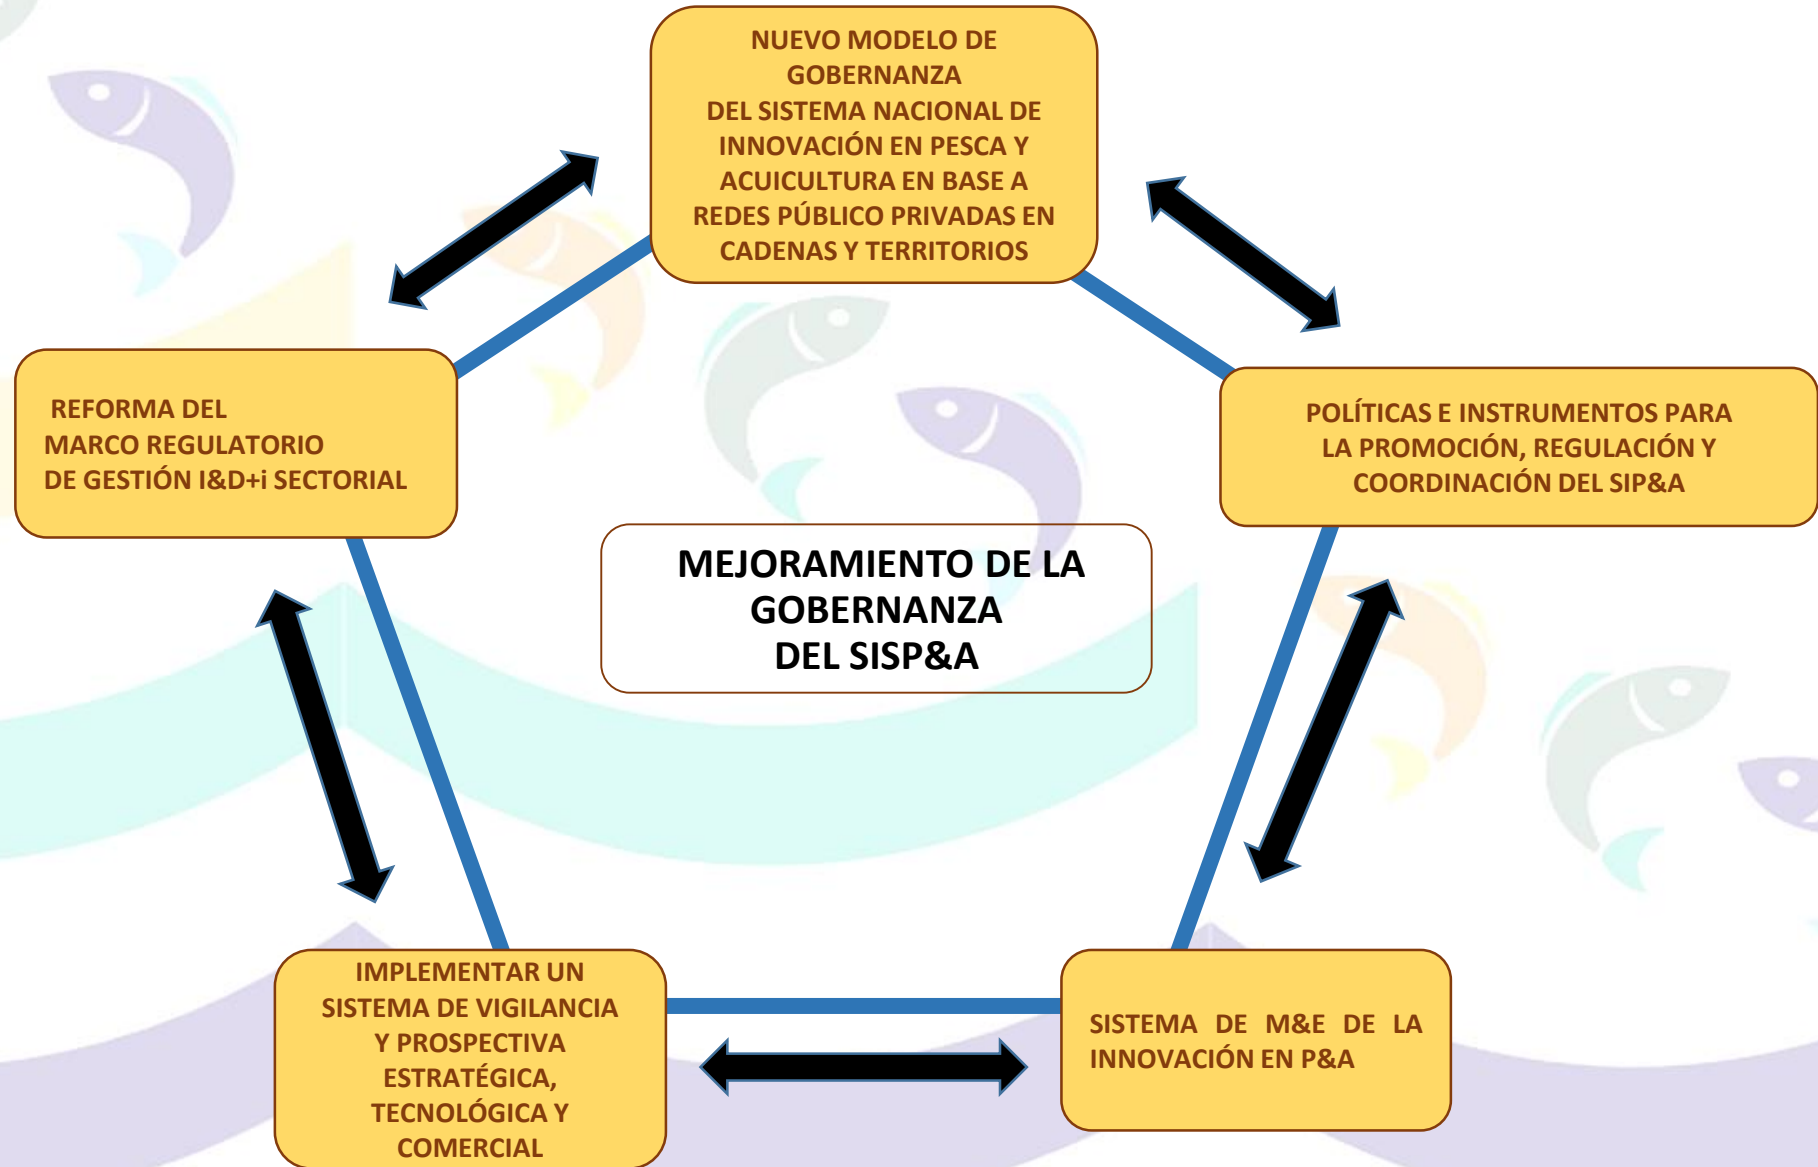 NUEVO MODELO DE
GOBERNANZA
DEL SISTEMA NACIONAL DE
INNOVACIÓN EN PESCA Y
ACUICULTURA EN BASE A
REDES PÚBLICO PRIVADAS EN
CADENAS Y TERRITORIOS
REFORMA DEL
MARCO REGULATORIO
DE GESTIÓN I&D+i SECTORIAL
POLÍTICAS E INSTRUMENTOS PARA
LA PROMOCIÓN, REGULACIÓN Y
COORDINACIÓN DEL SIP&A
MEJORAMIENTO DE LA
GOBERNANZA
DEL SISP&A
IMPLEMENTAR UN
SISTEMA DE VIGILANCIA
Y PROSPECTIVA
ESTRATÉGICA,
TECNOLÓGICA Y
COMERCIAL
SISTEMA DE M&E DE LA
INNOVACIÓN EN P&A